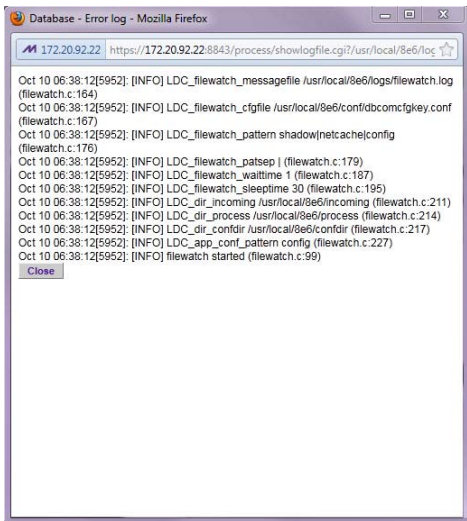 Database - Error log - Mozilla Firefox
M 172.20.92.22 https://172.20.92.22:8843/process/showlogfile.cgi?/usr/local/8e6/log
Oct 10 06:38:12[5952]: [INFO] LDC_filewatch_messagefile /usr/local/8e6/logs/filewatch.log
(filewatch.c:164)
Oct 10 06:38:12[5952]: [INFO] LDC_filewatch_cfgfile /usr/local/8e6/conf/dbcomcfgkey.conf
(filewatch.c:167)
Oct 10 06:38:12[5952]: [INFO] LDC_filewatch_pattern shadow|netcache|config
(filewatch.c:176)
Oct 10 06:38:12[5952]: [INFO] LDC_filewatch_patsep | (filewatch.c:179)
Oct 10 06:38:12[5952]: [INFO] LDC_filewatch_waittime 1 (filewatch.c:187)
Oct 10 06:38:12[5952]: [INFO] LDC_filewatch_sleeptime 30 (filewatch.c:195)
Oct 10 06:38:12[5952]: [INFO] LDC_dir_incoming /usr/local/8e6/incoming (filewatch.c:211)
Oct 10 06:38:12[5952]: [INFO] LDC_dir_process /usr/local/8e6/process (filewatch.c:214)
Oct 10 06:38:12[5952]: [INFO] LDC_dir_confdir /usr/local/8e6/confdir (filewatch.c:217)
Oct 10 06:38:12[5952]: [INFO] LDC_app_conf_pattern config (filewatch.c:227)
Oct 10 06:38:12[5952]: [INFO] filewatch started (filewatch.c:99)
Close